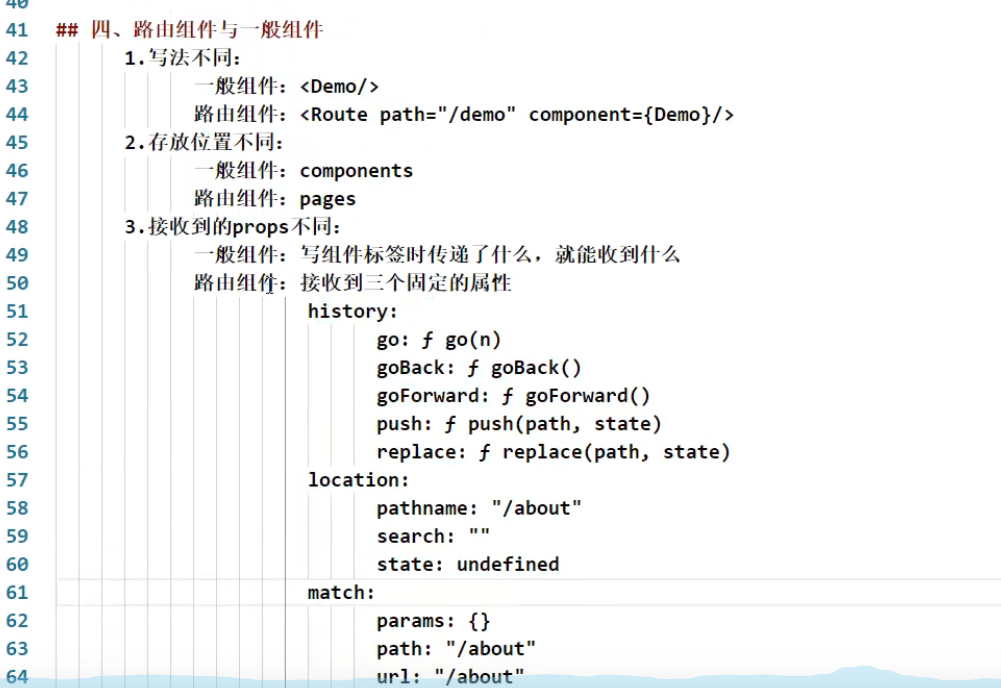 40
41 ## 四、路由组件与一般组件
42 1.写法不同:
43 一般组件: <Demo/>
44 路由组件: <Route path="/demo" component={Demo}/>
45 2.存放位置不同:
46 一般组件: components
47 路由组件: pages
48 3.接收到的props不同:
49 一般组件: 写组件标签时传递了什么, 就能收到什么
50 路由组件: 接收到三个固定的属性
51 history:
52 go: ƒ go(n)
53 goBack: ƒ goBack()
54 goForward: ƒ goForward()
55 push: ƒ push(path, state)
56 replace: ƒ replace(path, state)
57 location:
58 pathname: "/about"
59 search: ""
60 state: undefined
61 match:
62 params: {}
63 path: "/about"
64 url: "/about"